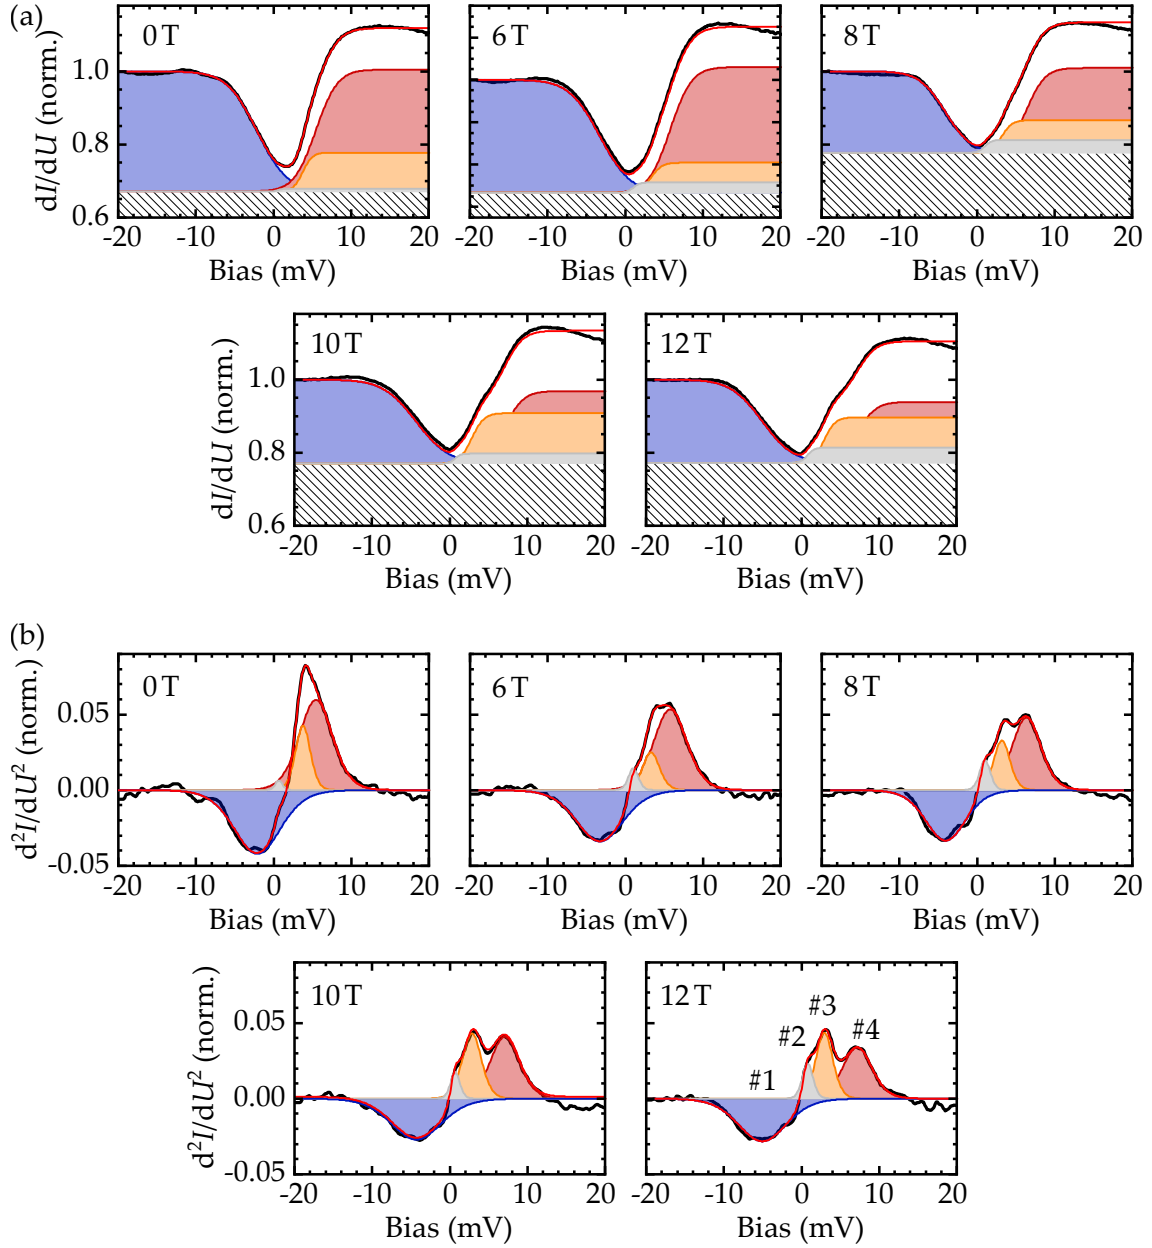 (a)
0 T
6 T
8 T
dI/dU (norm.)
1.0
0.8
0.6
-20 -10 0 10 20
-20 -10 0 10 20
-20 -10 0 10 20
Bias (mV)
Bias (mV)
Bias (mV)
10 T
12 T
dI/dU (norm.)
1.0
0.8
0.6
-20 -10 0 10 20
-20 -10 0 10 20
Bias (mV)
Bias (mV)
(b)
0 T
6 T
8 T
d²I/dU² (norm.)
0.05
0.00
-0.05
-20 -10 0 10 20
-20 -10 0 10 20
-20 -10 0 10 20
Bias (mV)
Bias (mV)
Bias (mV)
10 T
12 T
#3
#2
#4
#1
d²I/dU² (norm.)
0.05
0.00
-0.05
-20 -10 0 10 20
-20 -10 0 10 20
Bias (mV)
Bias (mV)